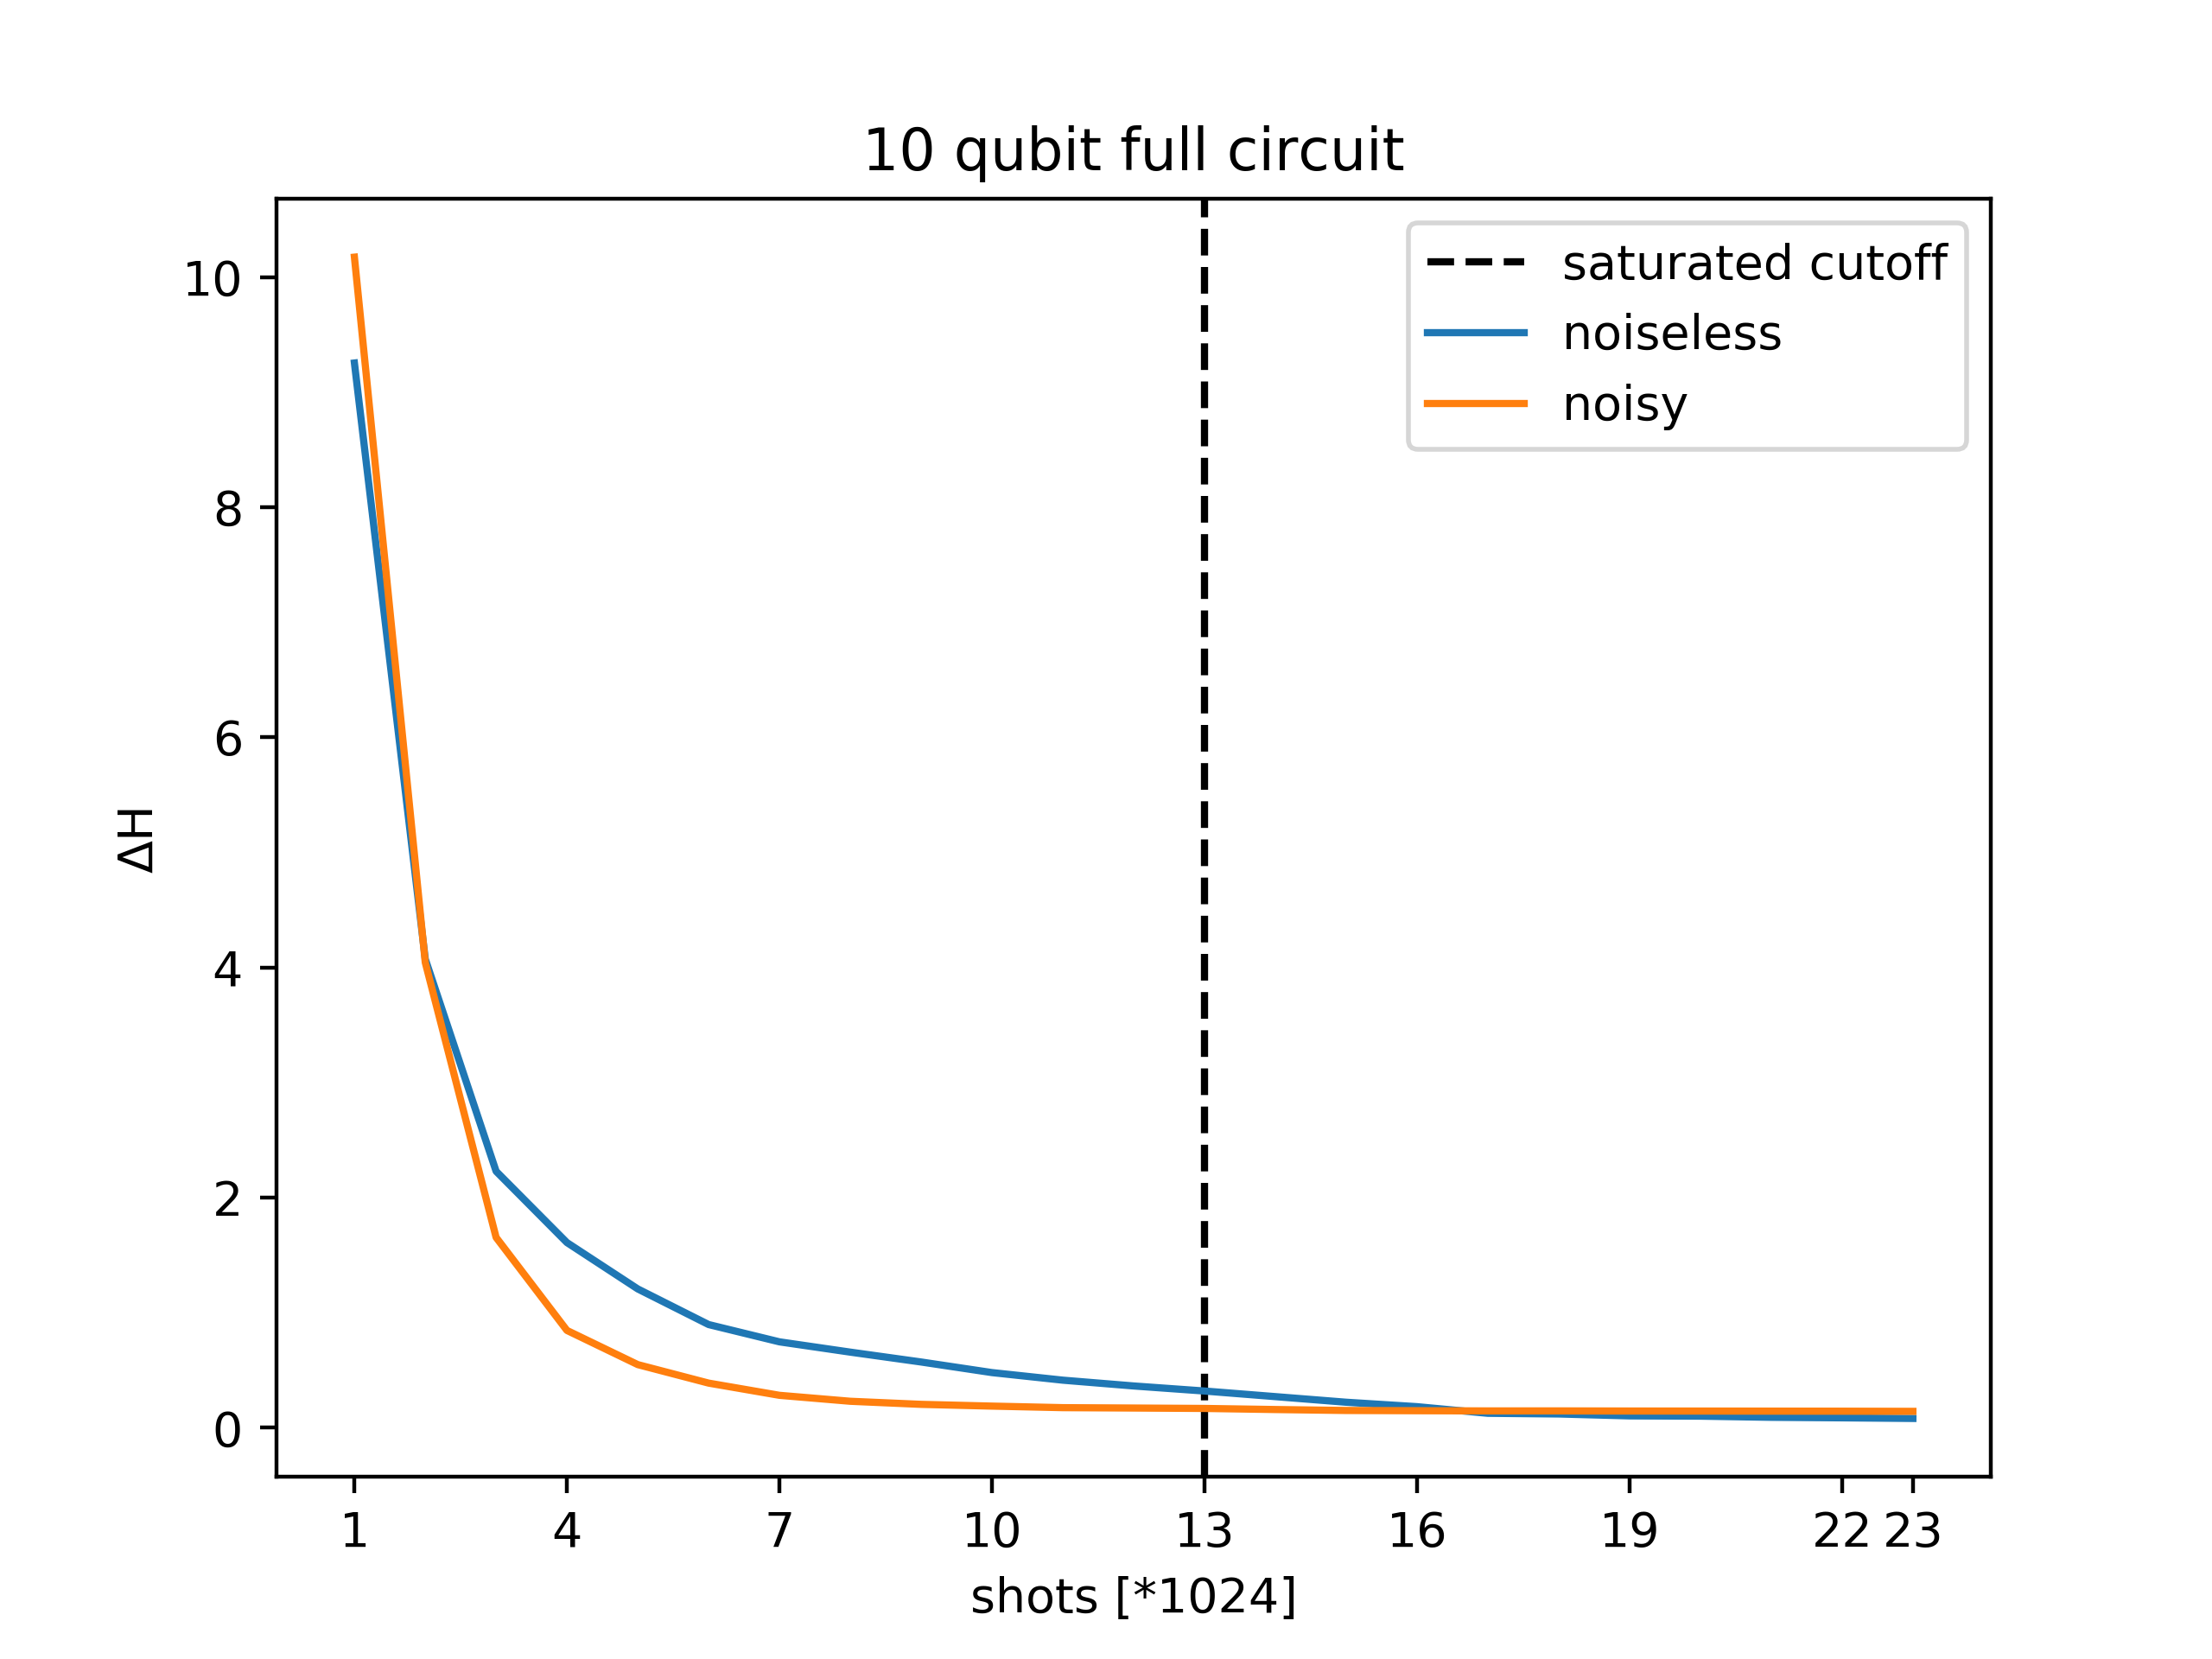 10 qubit full circuit
saturated cutoff
noiseless
noisy
10
8
6
4
2
0
ΔH
1 4 7 10 13 16 19 22 23
shots [*1024]